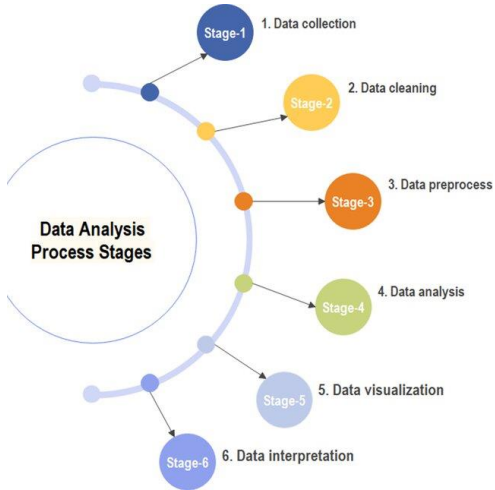 Stage-1
1. Data collection
Stage-2
2. Data cleaning
Stage-3
3. Data preprocess
Data Analysis
Process Stages
Stage-4
4. Data analysis
Stage-5
5. Data visualization
Stage-6
6. Data interpretation